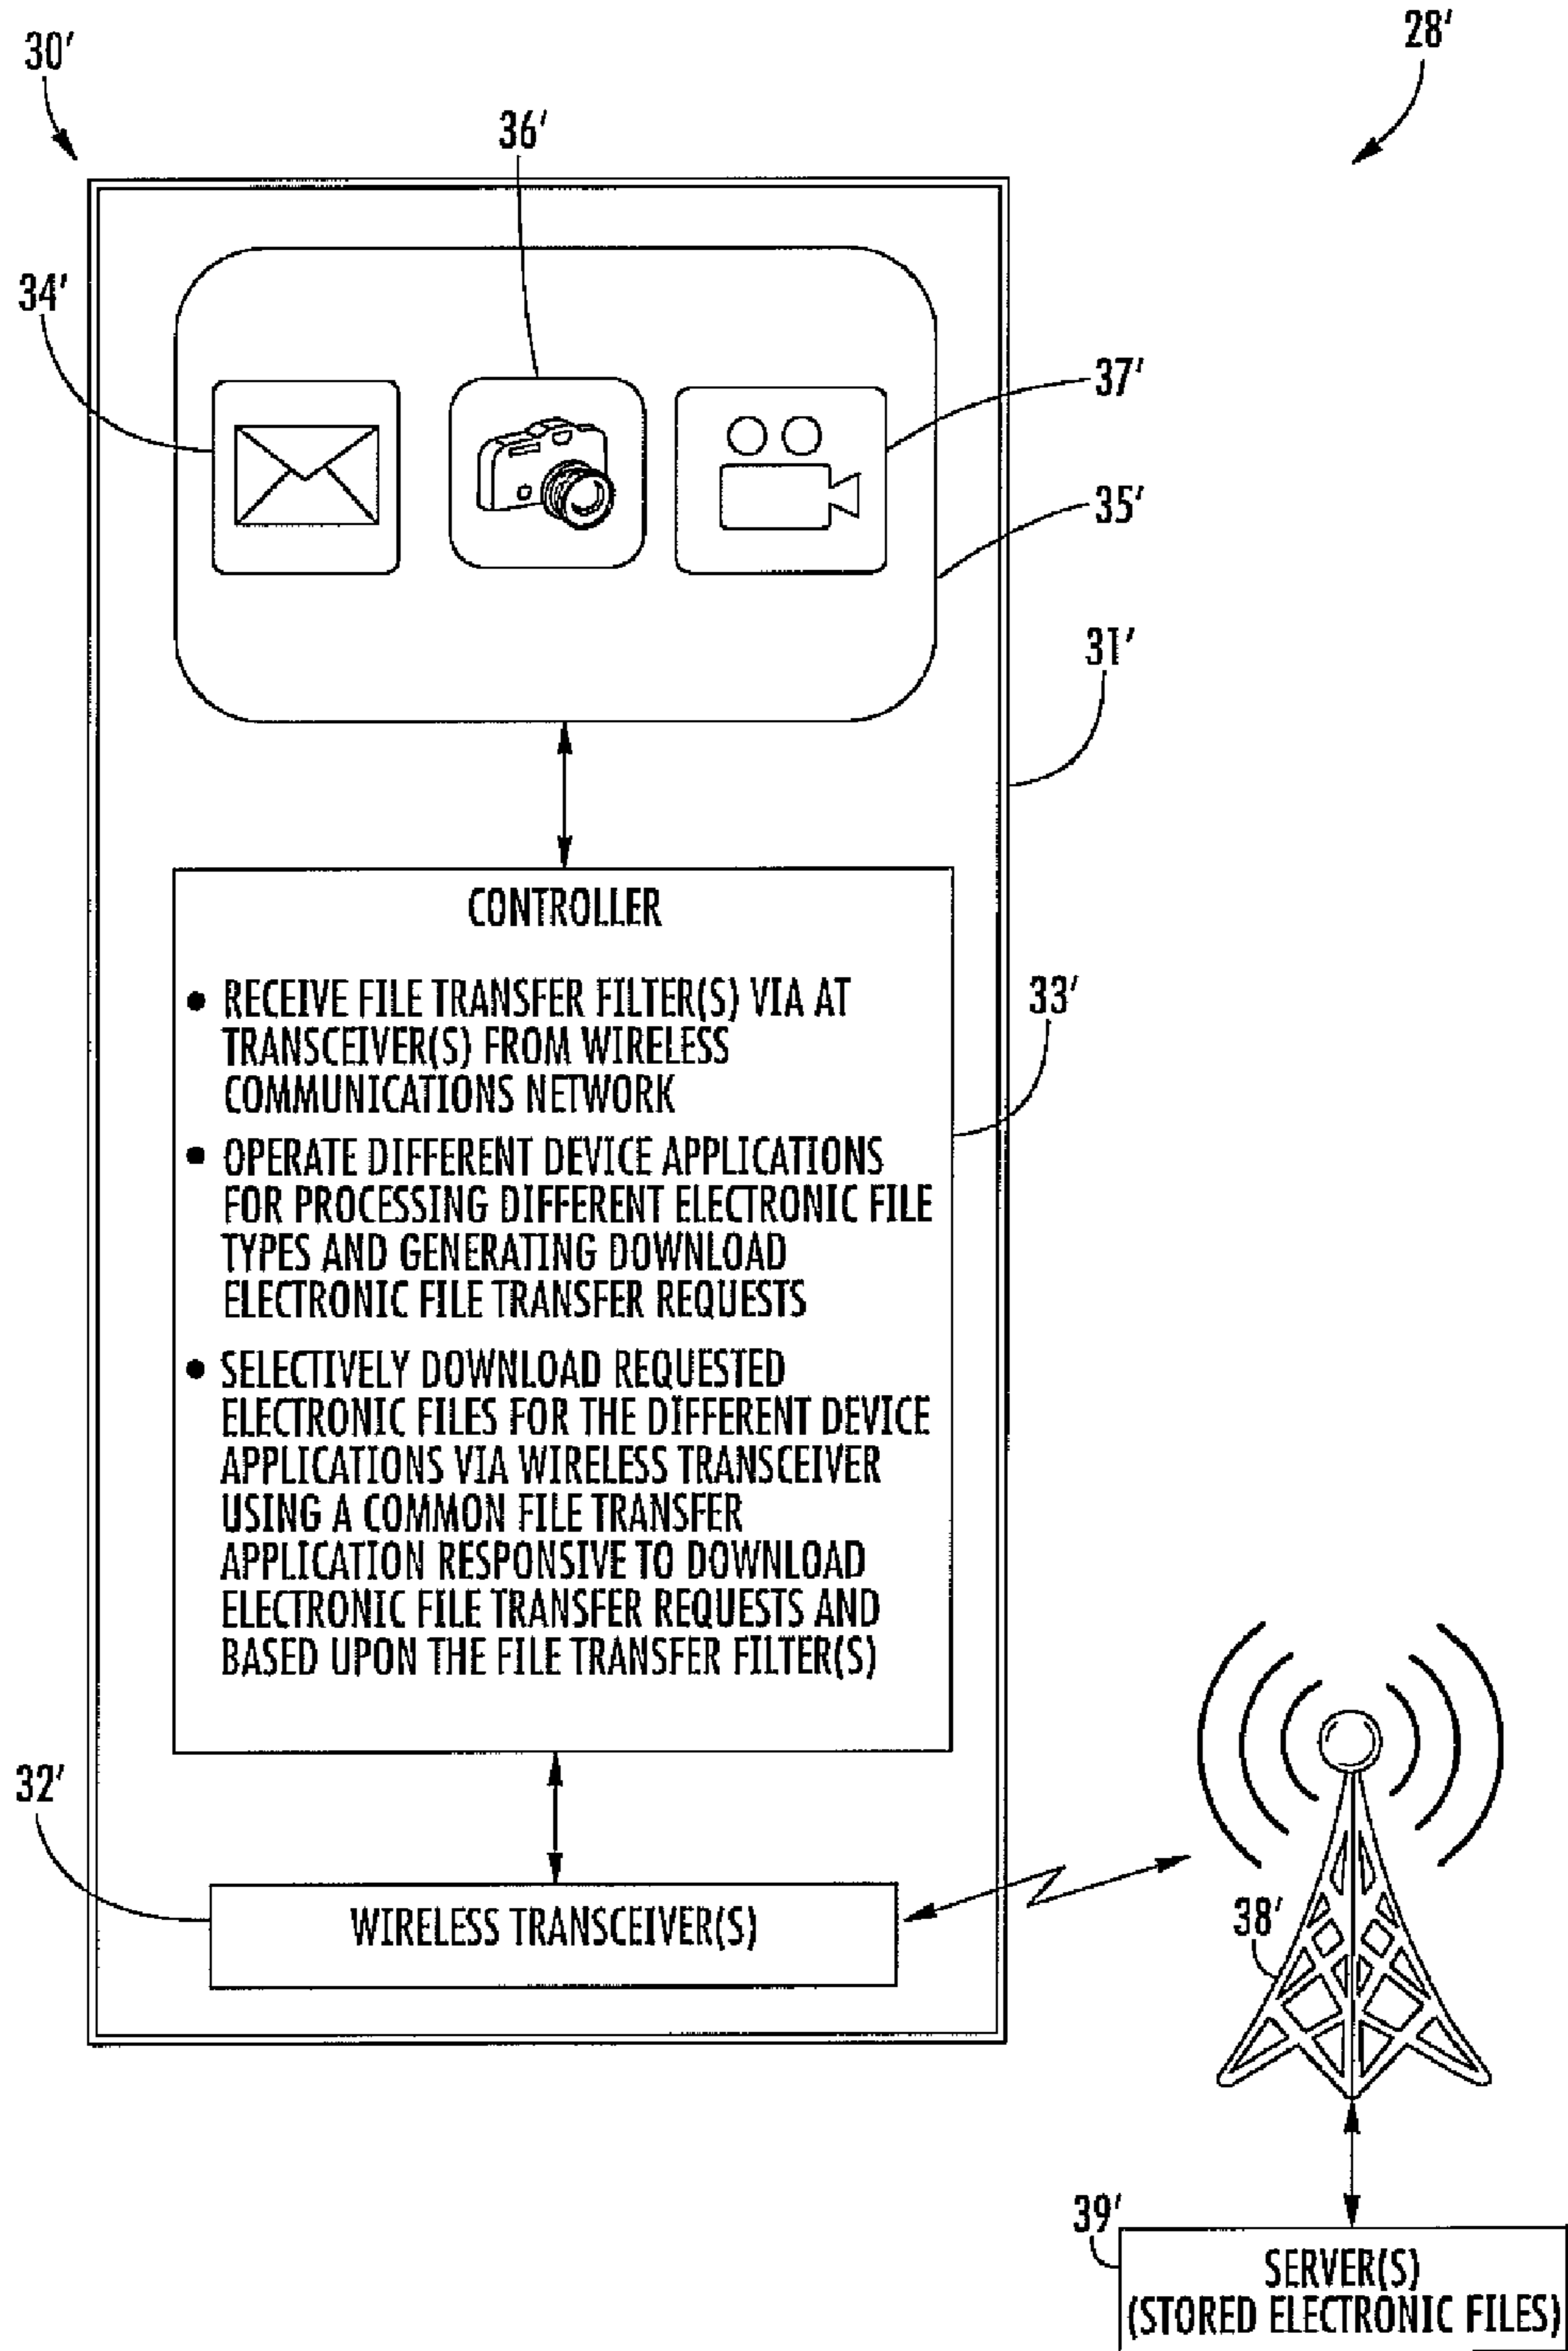 30'
28'
36'
34'
37'
35'
31'
CONTROLLER
• RECEIVE FILE TRANSFER FILTER(S) VIA AT
TRANSCEIVER(S) FROM WIRELESS
COMMUNICATIONS NETWORK
33'
• OPERATE DIFFERENT DEVICE APPLICATIONS
FOR PROCESSING DIFFERENT ELECTRONIC FILE
TYPES AND GENERATING DOWNLOAD
ELECTRONIC FILE TRANSFER REQUESTS
• SELECTIVELY DOWNLOAD REQUESTED
ELECTRONIC FILES FOR THE DIFFERENT DEVICE
APPLICATIONS VIA WIRELESS TRANSCEIVER
USING A COMMON FILE TRANSFER
APPLICATION RESPONSIVE TO DOWNLOAD
ELECTRONIC FILE TRANSFER REQUESTS AND
BASED UPON THE FILE TRANSFER FILTER(S)
32'
WIRELESS TRANSCEIVER(S)
38'
39'
SERVER(S)
(STORED ELECTRONIC FILES)